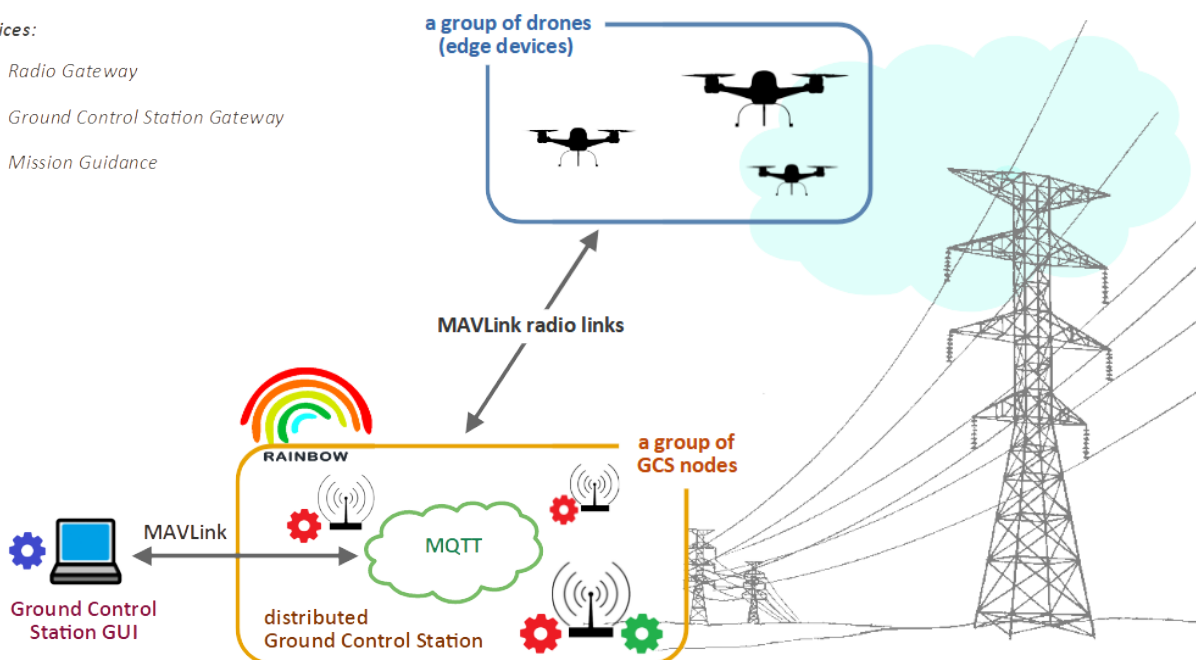 ices:
Radio Gateway
Ground Control Station Gateway
Mission Guidance
a group of drones
(edge devices)
MAVLink radio links
RAINBOW
a group of
GCS nodes
MAVLink
MQTT
Ground Control
Station GUI
distributed
Ground Control Station